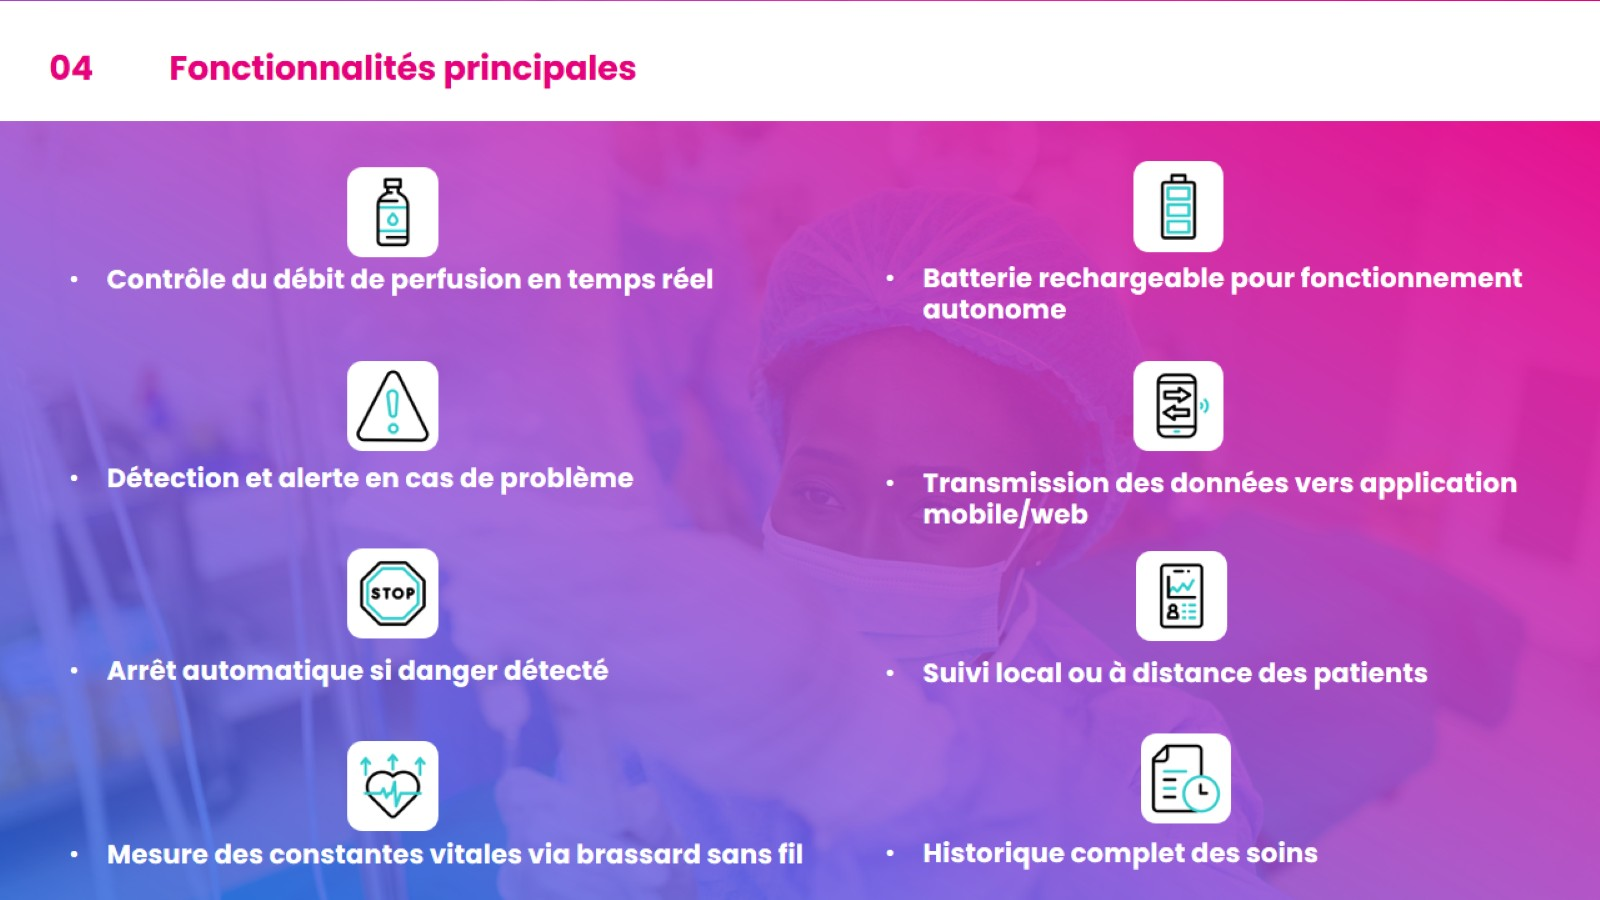 04 Fonctionnalités principales
• Contrôle du débit de perfusion en temps réel
• Détection et alerte en cas de problème
STOP
• Arrêt automatique si danger détecté
• Mesure des constantes vitales via brassard sans fil
• Batterie rechargeable pour fonctionnement
autonome
• Transmission des données vers application
mobile/web
• Suivi local ou à distance des patients
• Historique complet des soins